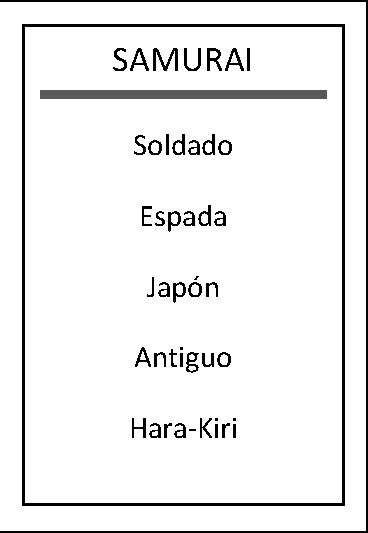 SAMURAI
Soldado
Espada
Japón
Antiguo
Hara-Kiri